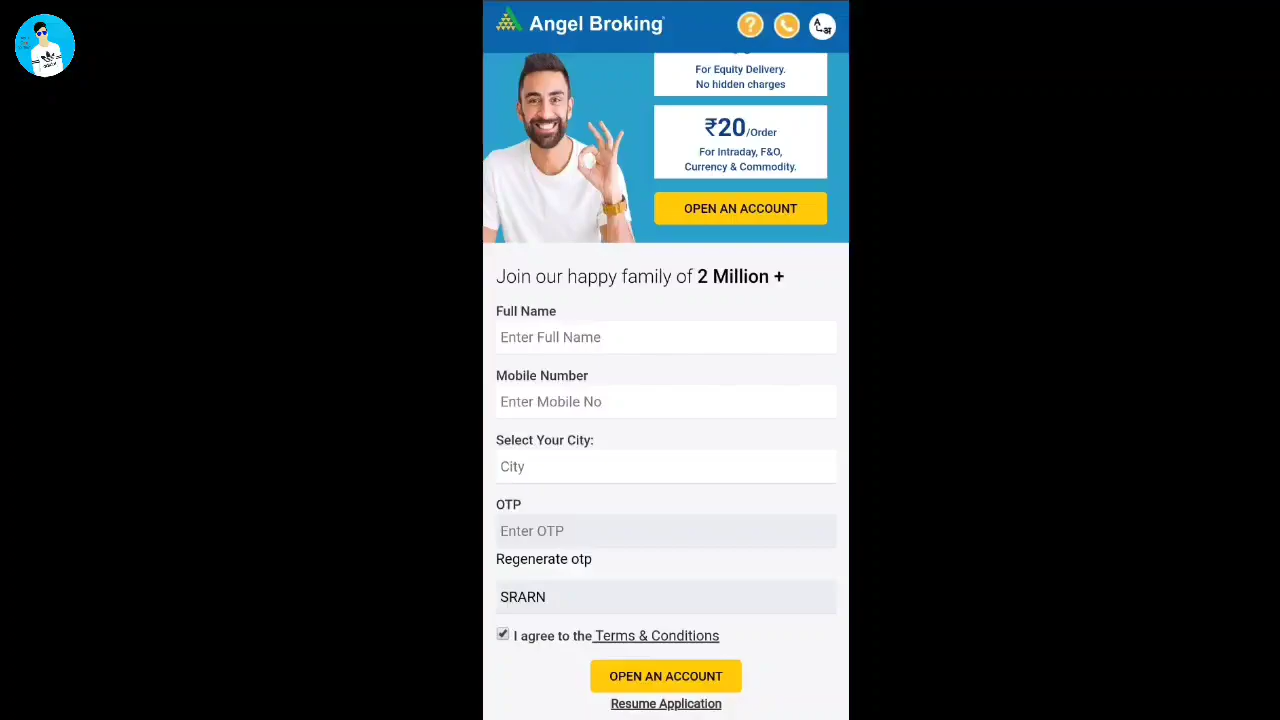 Angel Broking
?
A
अ
For Equity Delivery.
No hidden charges
₹20/Order
For Intraday, F&O,
Currency & Commodity.
OPEN AN ACCOUNT
Join our happy family of 2 Million +
Full Name
Enter Full Name
Mobile Number
Enter Mobile No
Select Your City:
City
OTP
Enter OTP
Regenerate otp
SRARN
I agree to the Terms & Conditions
OPEN AN ACCOUNT
Resume Application